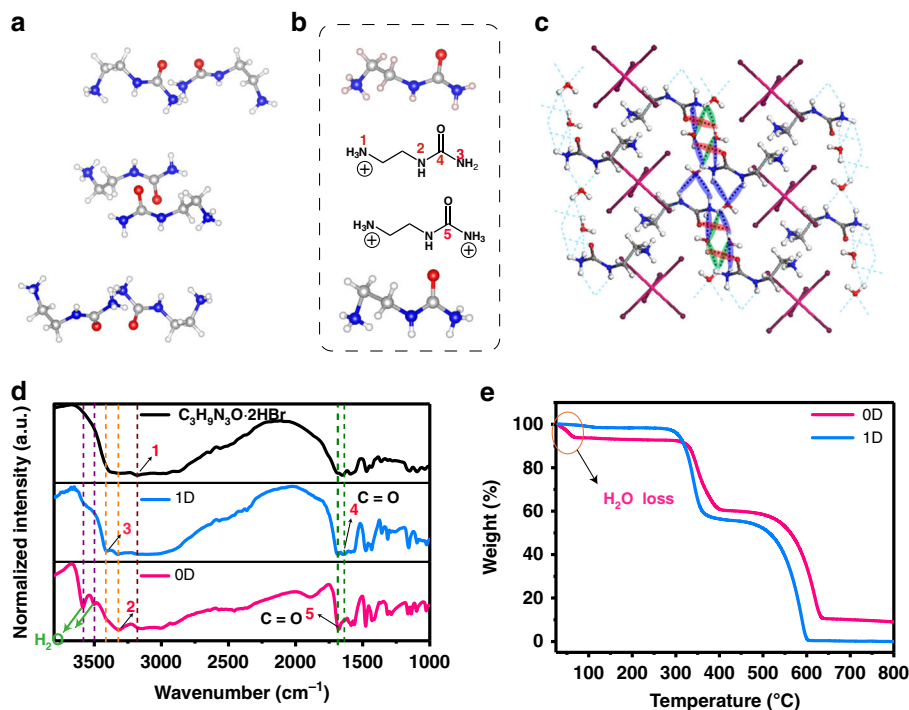 a
b
c
1
H₃N
⊕
2
N
H
O
4
3
NH₂
H₃N
⊕
N
H
O
5
NH₃
⊕
d
C₃H₉N₃O·2HBr
1
1D
C = O
3
4
0D
2
C = O
5
H₂O
Normalized intensity (a.u.)
3500 3000 2500 2000 1500 1000
Wavenumber (cm⁻¹)
e
0D
1D
H₂O loss
Weight (%)
100
80
60
40
20
0
100 200 300 400 500 600 700 800
Temperature (°C)